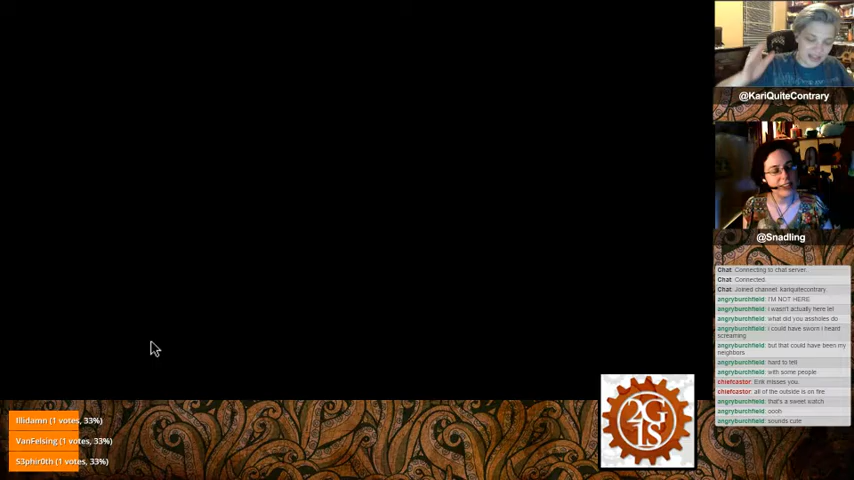 @KariQuiteContrary
@Snadling
Chat: Connecting to chat server..
Chat: Connected.
Chat: Joined channel: kariquitecontrary.
angryburchfield: I'M NOT HERE
angryburchfield: i wasn't actually here lel
angryburchfield: what did you assholes do
angryburchfield: i could have sworn i heard
screaming
angryburchfield: but that could have been my
neighbors
angryburchfield: hard to tell
angryburchfield: with some people
chiefcastor: Erik misses you.
chiefcastor: all of the outside is on fire.
angryburchfield: that's a sweet watch
angryburchfield: oooh
angryburchfield: sounds cute
Illidamn (1 votes, 33%)
VanFelsing (1 votes, 33%)
S3phir0th (1 votes, 33%)
2G
1S